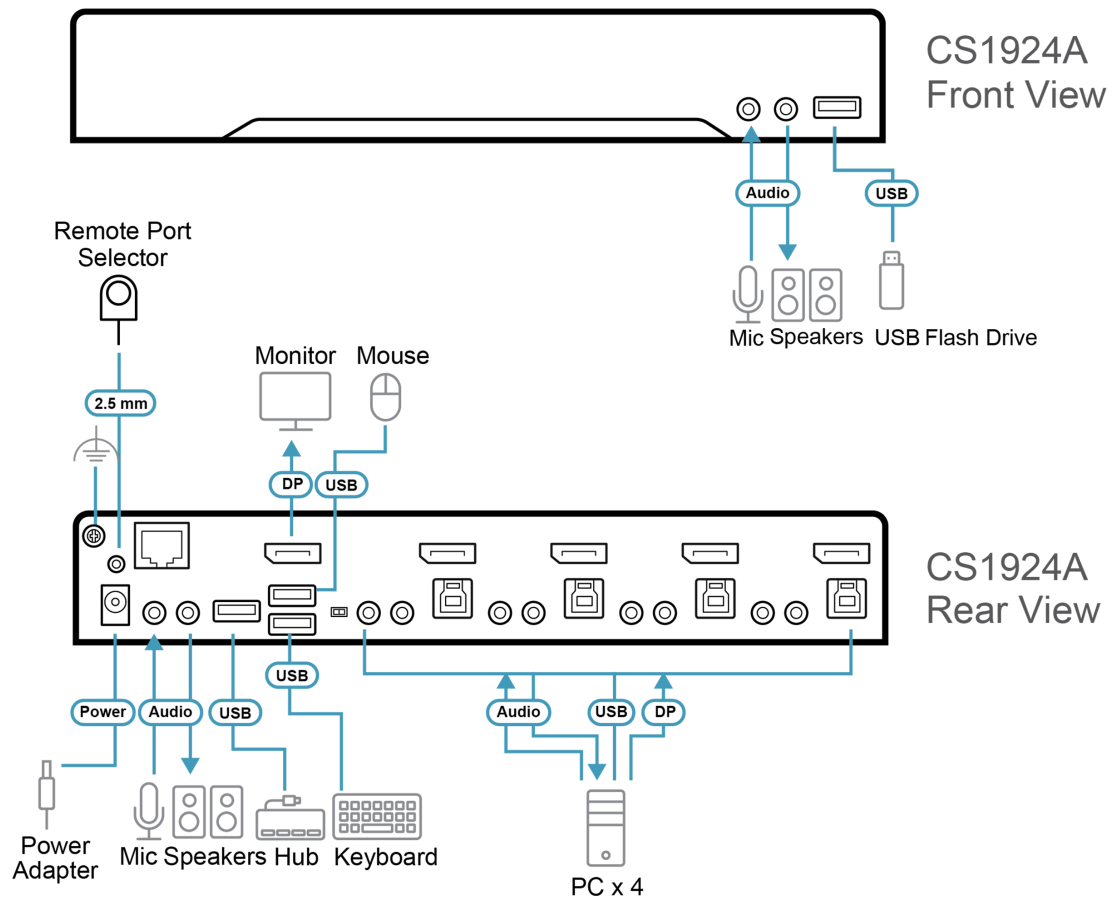 CS1924A
Front View
Audio
USB
Mic
Speakers
USB Flash Drive
Remote Port
Selector
2.5 mm
Monitor
Mouse
DP
USB
CS1924A
Rear View
USB
Power
Audio
USB
Audio
USB
DP
Power
Adapter
Mic
Speakers
Hub
Keyboard
PC x 4